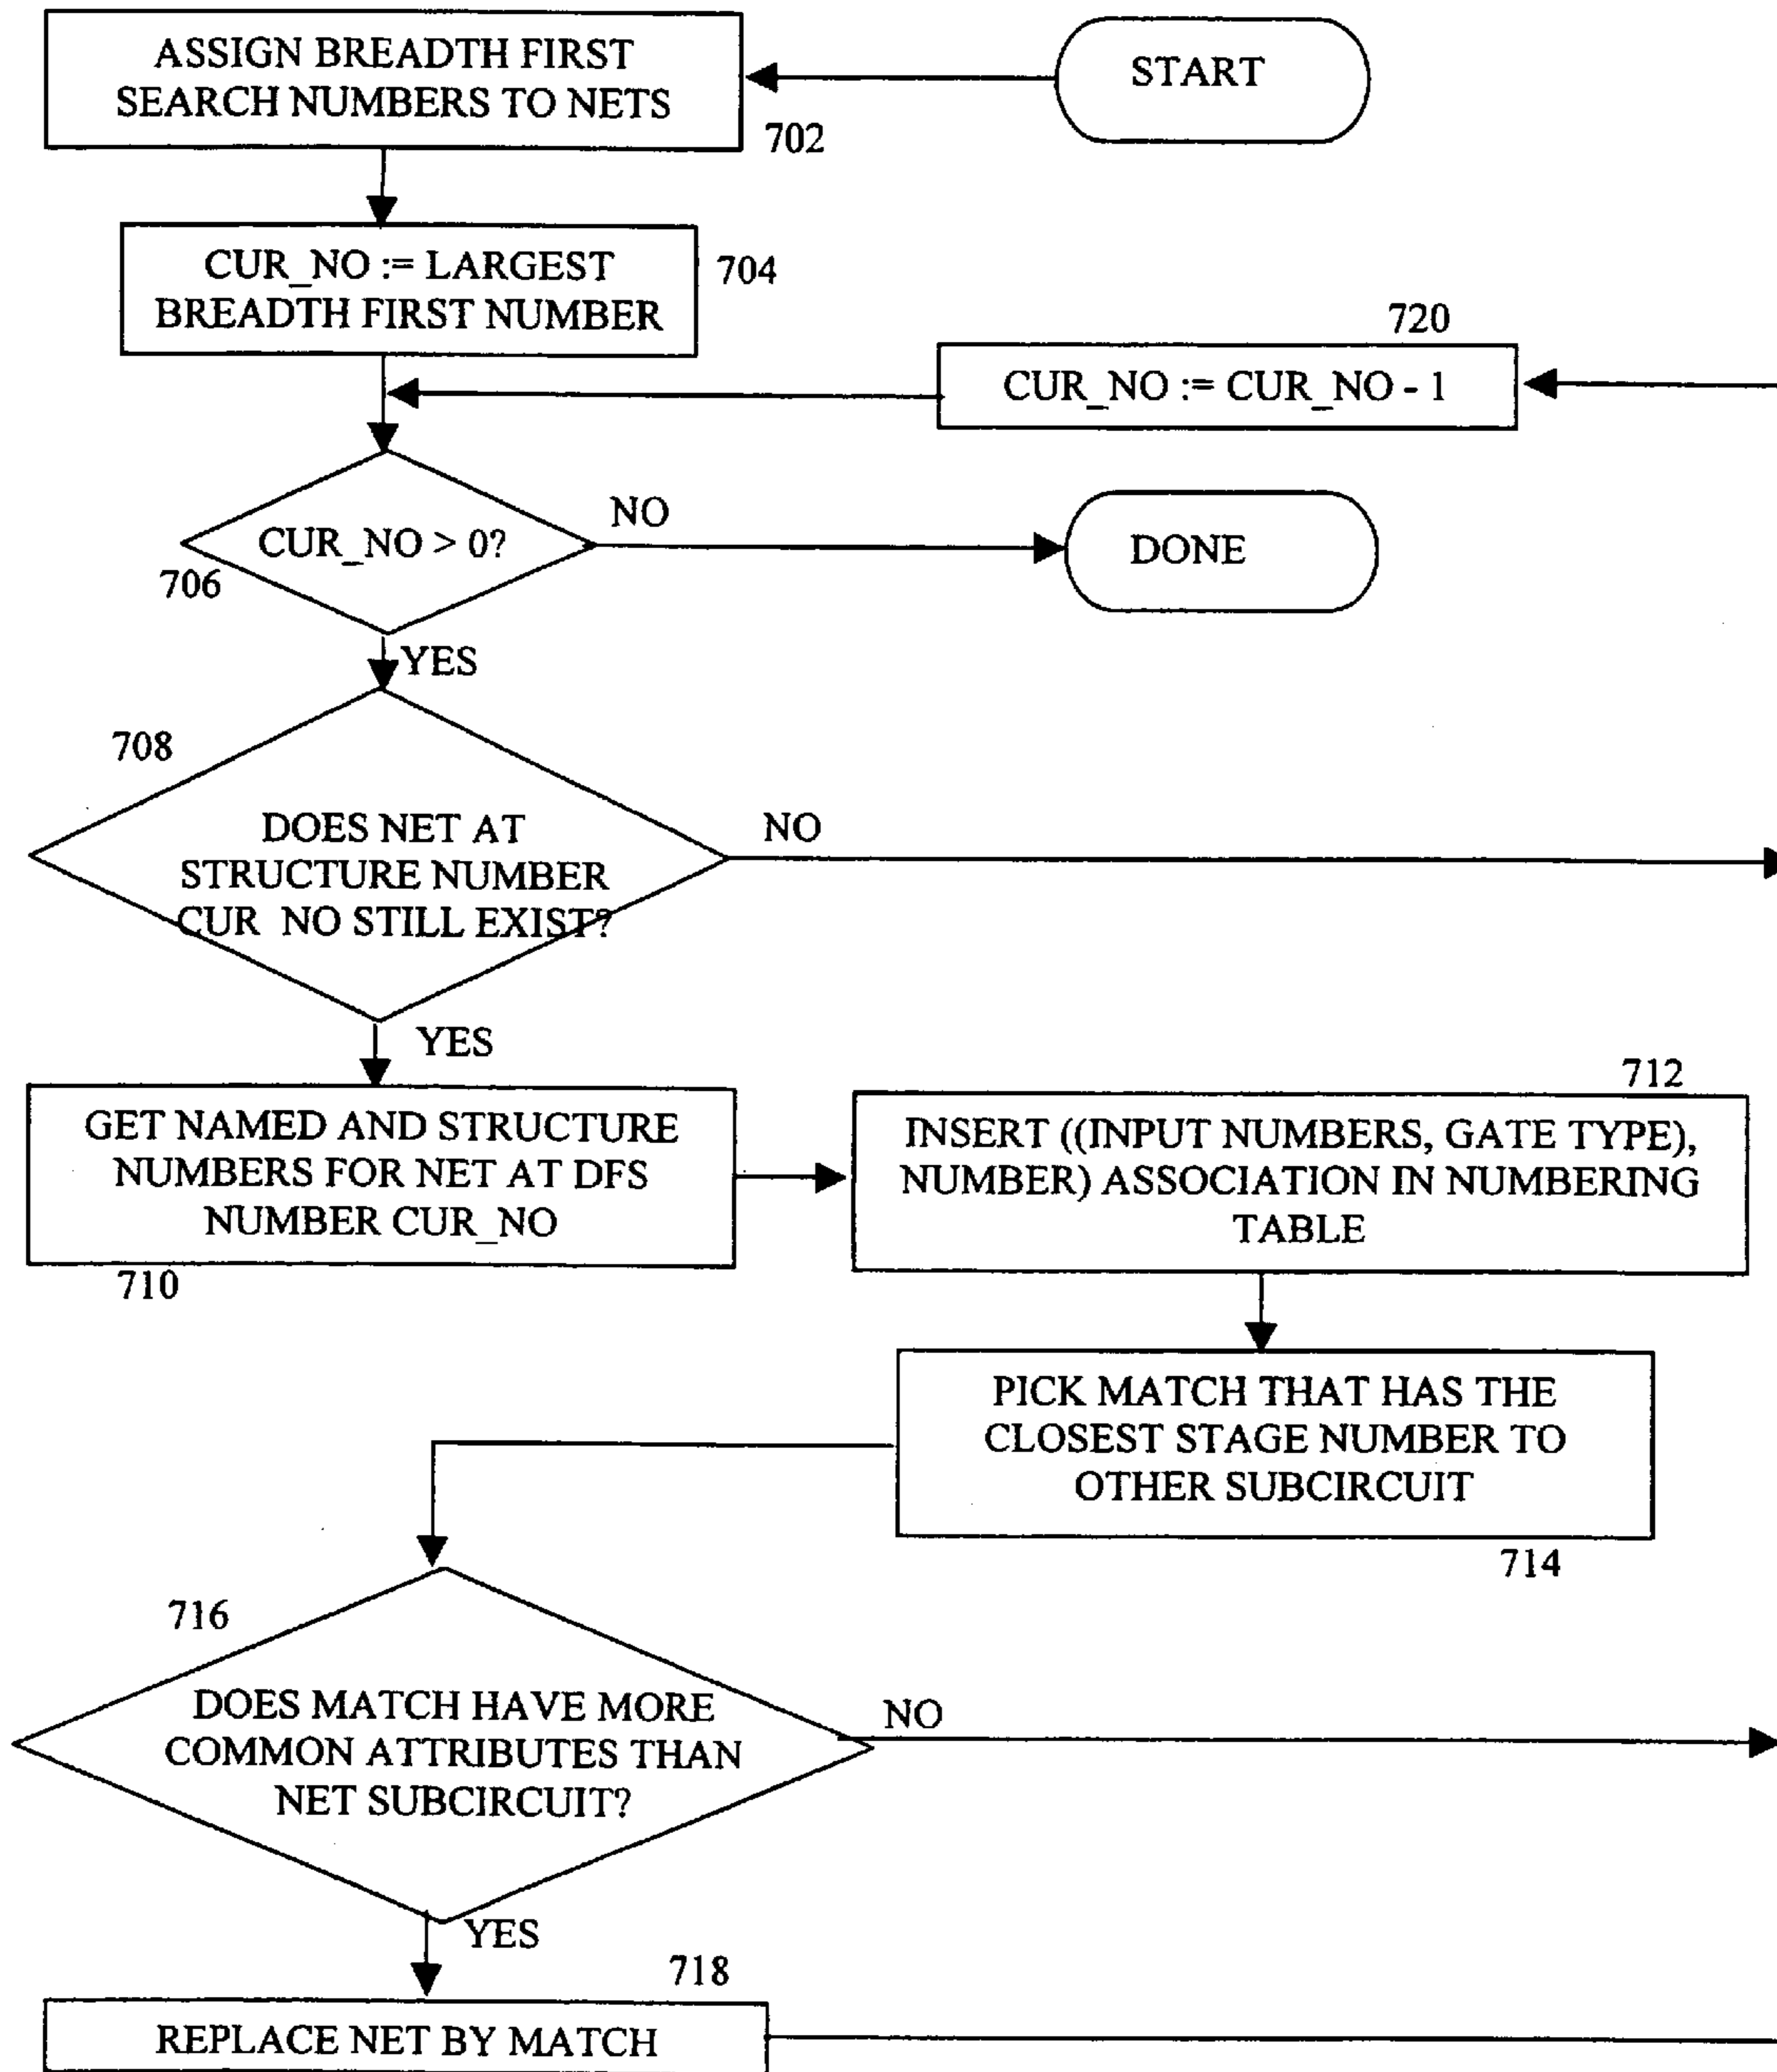 START
ASSIGN BREADTH FIRST
SEARCH NUMBERS TO NETS
702
CUR_NO := LARGEST
BREADTH FIRST NUMBER
704
720
CUR_NO := CUR_NO - 1
CUR_NO > 0?
706
NO
DONE
YES
708
DOES NET AT
STRUCTURE NUMBER
CUR NO STILL EXIST?
NO
YES
GET NAMED AND STRUCTURE
NUMBERS FOR NET AT DFS
NUMBER CUR_NO
710
712
INSERT ((INPUT NUMBERS, GATE TYPE),
NUMBER) ASSOCIATION IN NUMBERING
TABLE
PICK MATCH THAT HAS THE
CLOSEST STAGE NUMBER TO
OTHER SUBCIRCUIT
714
716
DOES MATCH HAVE MORE
COMMON ATTRIBUTES THAN
NET SUBCIRCUIT?
NO
YES
718
REPLACE NET BY MATCH